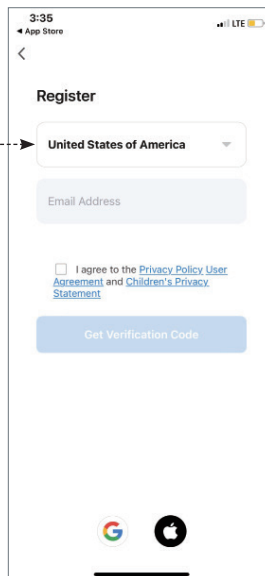 3:35
LTE
◀ App Store
Register
United States of America
Email Address
I agree to the Privacy Policy User
Agreement and Children's Privacy
Statement
Get Verification Code